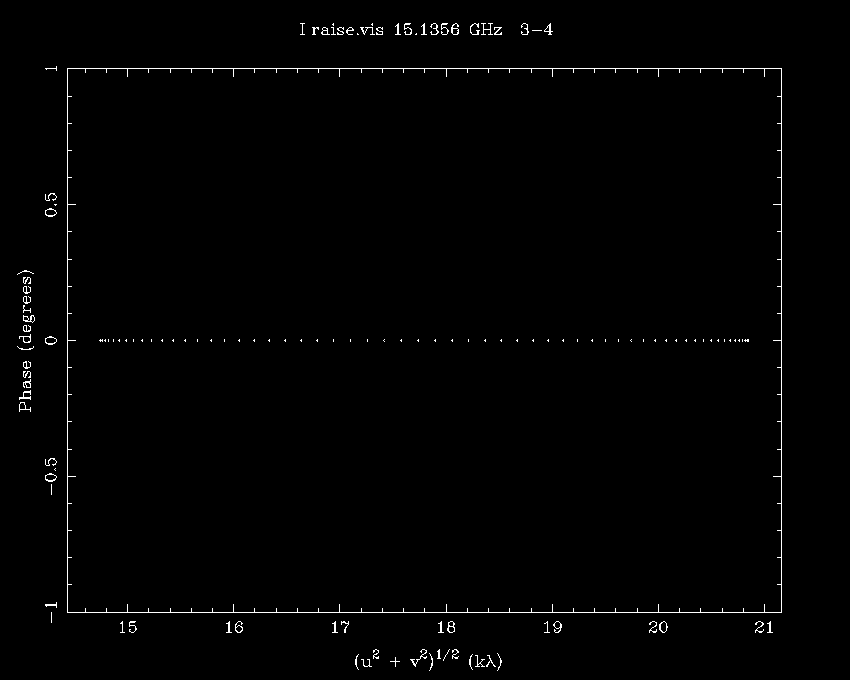 I raise.vis 15.1356 GHz 3−4
1
0.5
0
−0.5
−1
Phase (degrees)
15 16 17 18 19 20 21
(u² + v²)^1/2 (kλ)